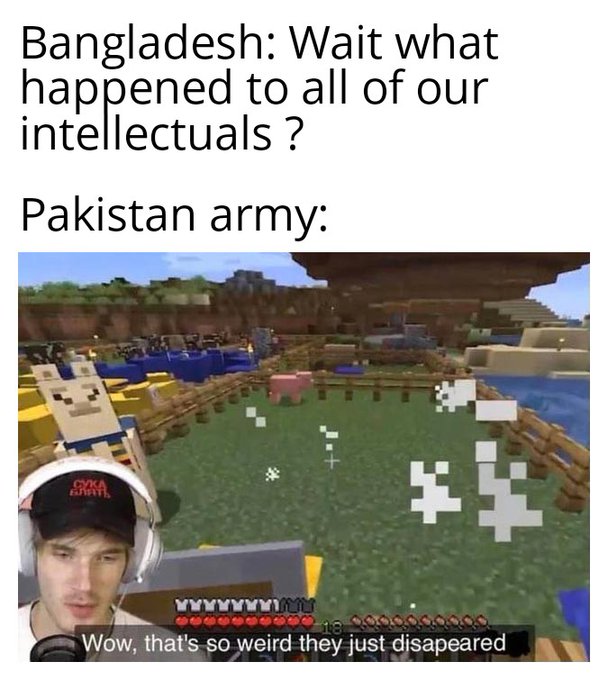 Bangladesh: Wait what
happened to all of our
intellectuals ?
Pakistan army:
СУКА
БЛЯТЬ
18
Wow, that's so weird they just disapeared